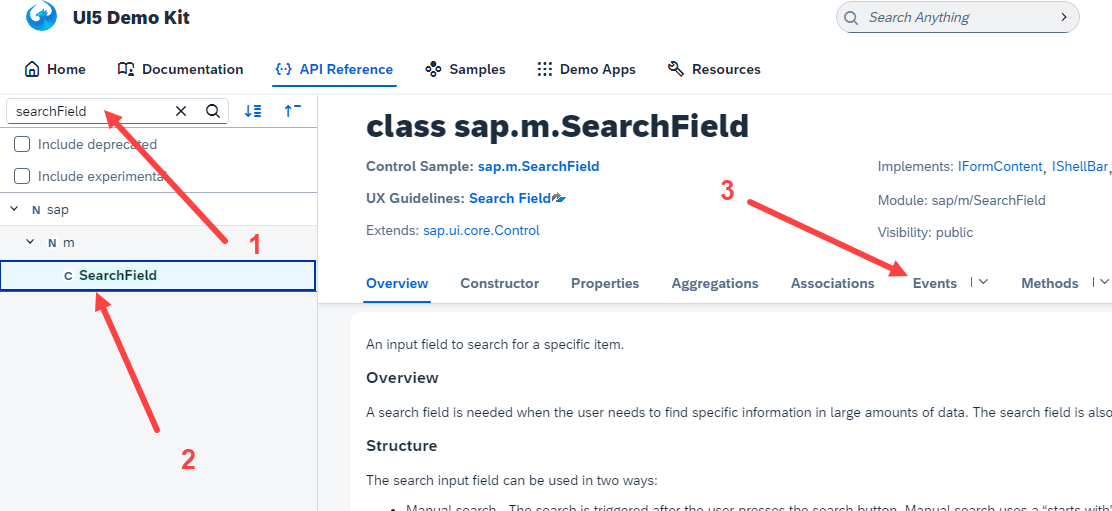 UI5 Demo Kit
Search Anything
Home
Documentation
API Reference
Samples
Demo Apps
Resources
searchField
Include deprecated
Include experimental
N sap
N m
C SearchField
1
2
class sap.m.SearchField
Control Sample: sap.m.SearchField
UX Guidelines: Search Field
Extends: sap.ui.core.Control
Implements: IFormContent, IShellBar,
Module: sap/m/SearchField
Visibility: public
3
Overview
Constructor
Properties
Aggregations
Associations
Events
Methods
An input field to search for a specific item.
Overview
A search field is needed when the user needs to find specific information in large amounts of data. The search field is also
Structure
The search input field can be used in two ways:
• Manual search - The search is triggered after the user presses the search button. Manual search uses a "starts with"